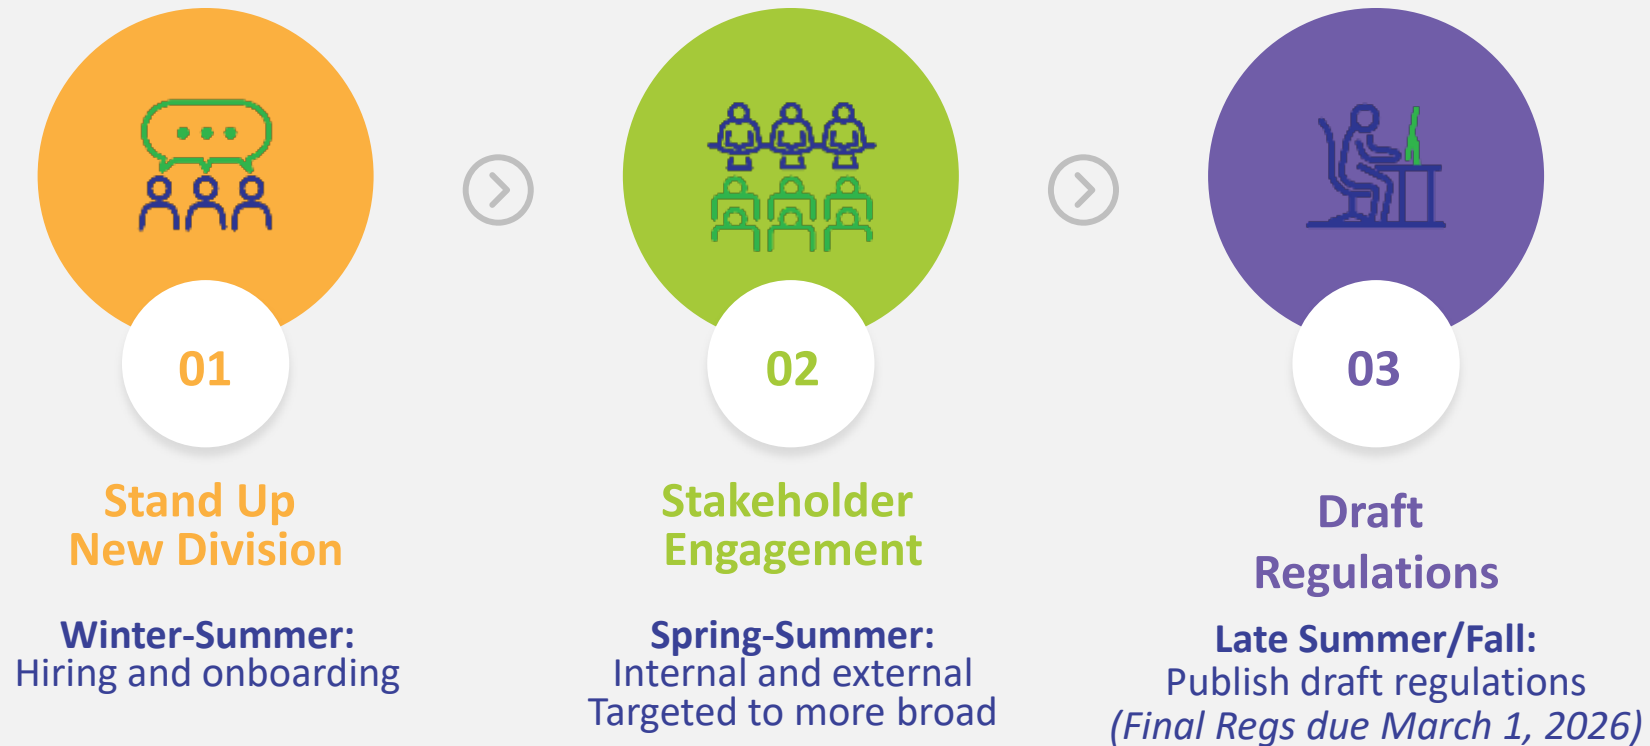 01
Stand Up
New Division
Winter-Summer:
Hiring and onboarding
02
Stakeholder
Engagement
Spring-Summer:
Internal and external
Targeted to more broad
03
Draft
Regulations
Late Summer/Fall:
Publish draft regulations
(Final Regs due March 1, 2026)